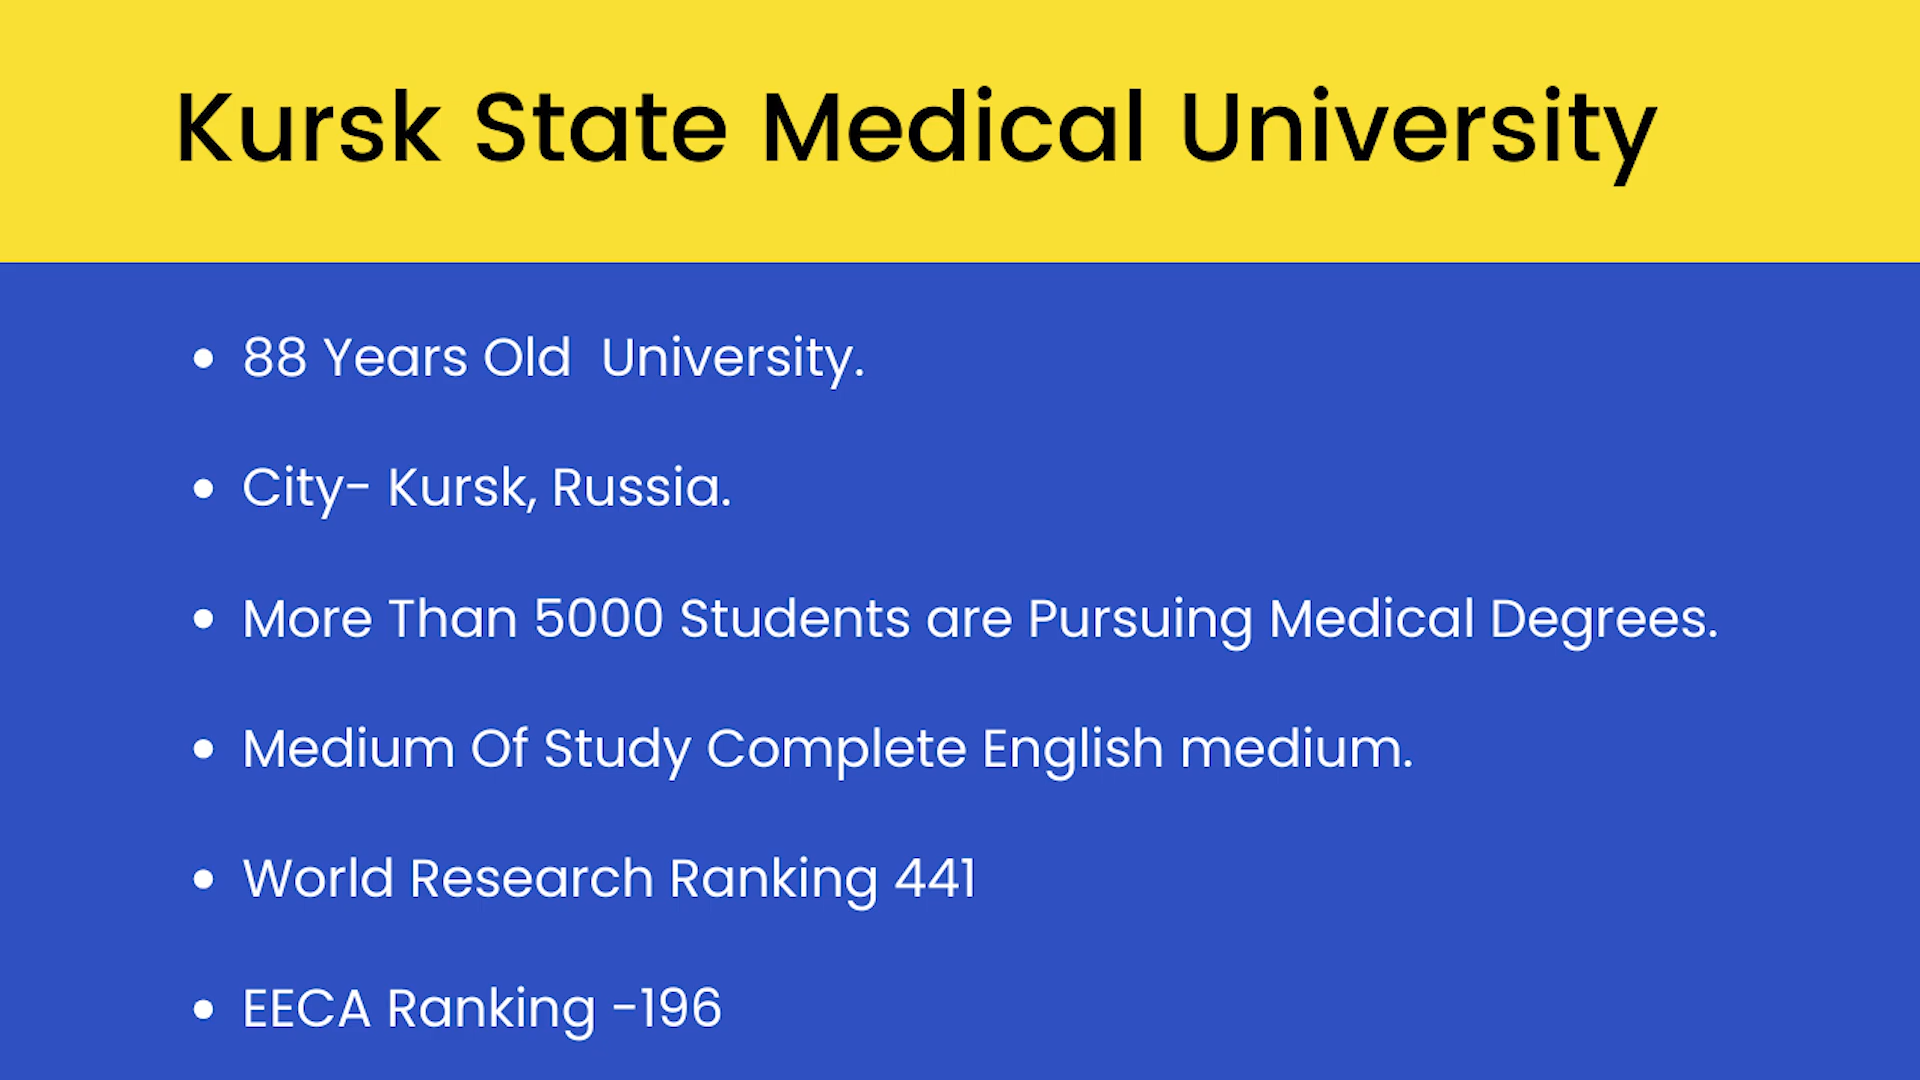 Kursk State Medical University
• 88 Years Old  University.
• City- Kursk, Russia.
• More Than 5000 Students are Pursuing Medical Degrees.
• Medium Of Study Complete English medium.
• World Research Ranking 441
• EECA Ranking -196